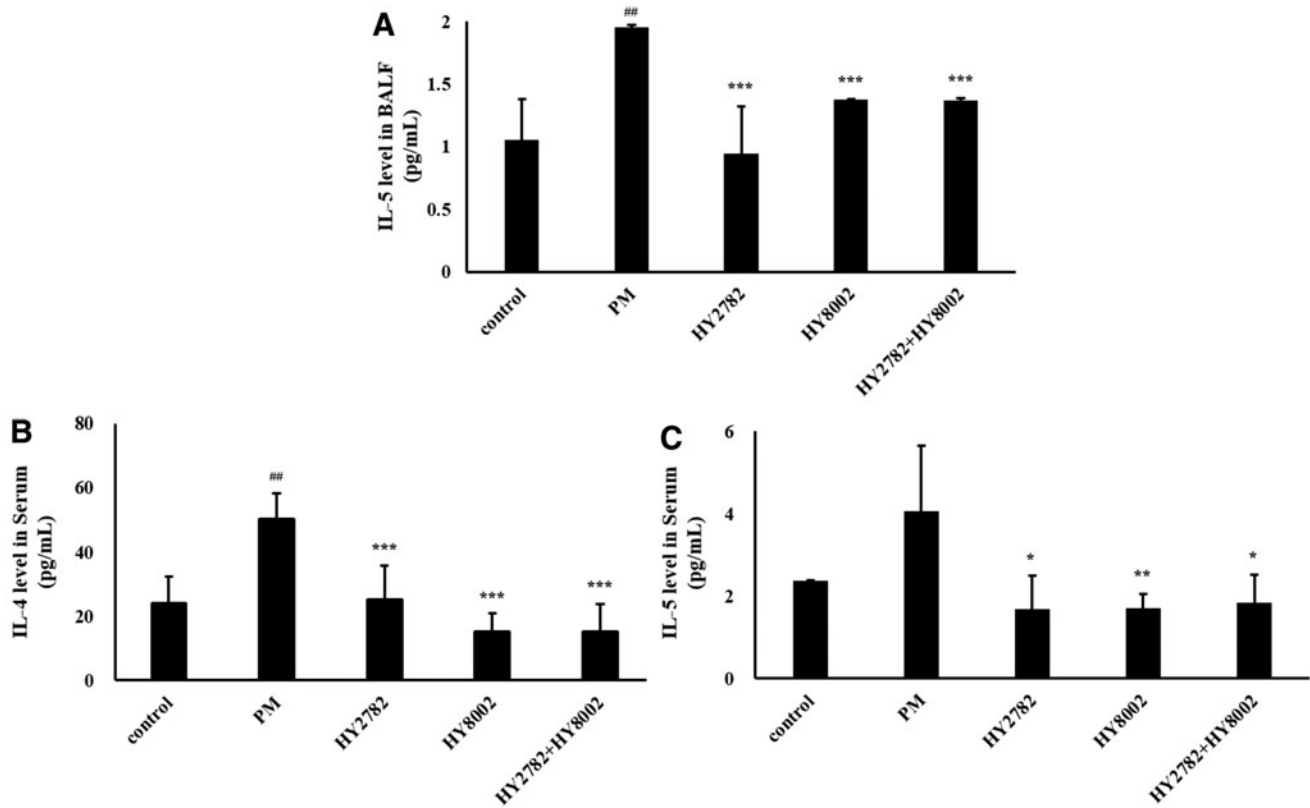 A
IL-5 level in BALF
(pg/mL)
2
1.5
1
0.5
0
##
***
***
***
control
PM
HY2782
HY8002
HY2782+HY8002
B
IL-4 level in Serum
(pg/mL)
80
60
40
20
0
##
***
***
***
control
PM
HY2782
HY8002
HY2782+HY8002
C
IL-5 level in Serum
(pg/mL)
6
4
2
0
*
**
*
control
PM
HY2782
HY8002
HY2782+HY8002